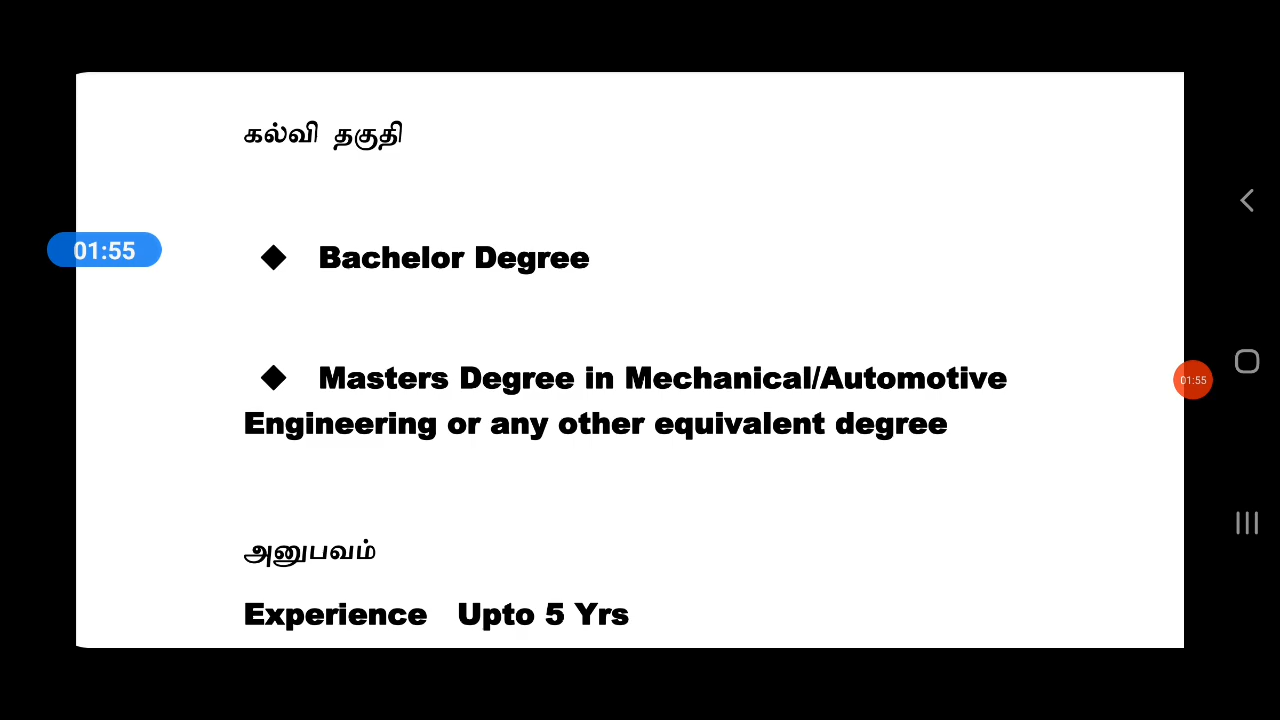 கல்வி தகுதி
◆ Bachelor Degree
01:55
◆ Masters Degree in Mechanical/Automotive
01:55
Engineering or any other equivalent degree
அனுபவம்
Experience Upto 5 Yrs